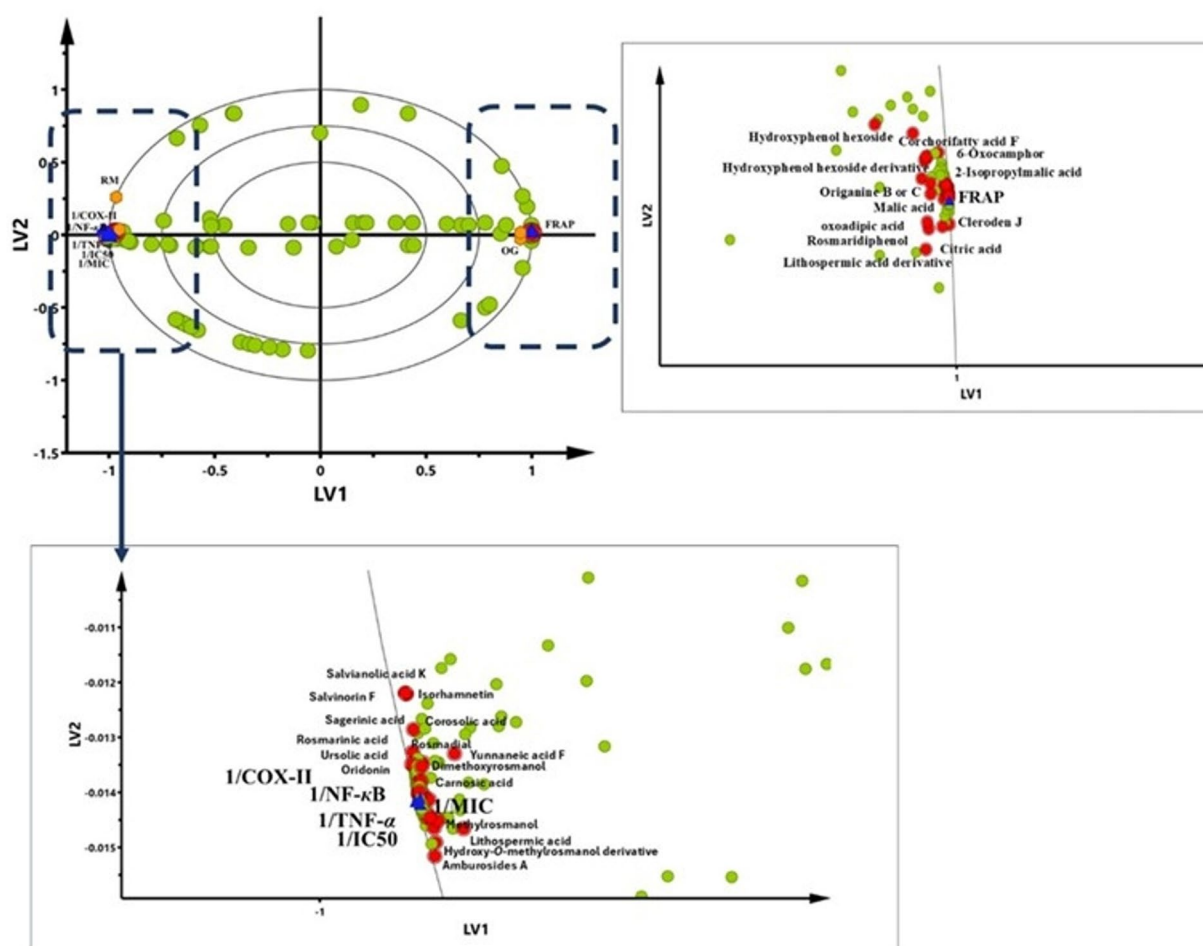 1
0.5
0
-0.5
-1
-1.5
LV2
-1
-0.5
0
0.5
1
LV1
RM
1/COX-II
1/TNF
1/IC50
1/MIC
FRAP
OG
Hydroxyphenol hexoside
Corchorifatty acid F
6-Oxocamphor
Hydroxyphenol hexoside derivative
2-Isopropylmalic acid
Origanine B or C
FRAP
Malic acid
oxoadipic acid
Cleroden J
Rosmaridiphenol
Citric acid
Lithospermic acid derivative
LV2
1
LV1
-0.011
-0.012
-0.013
-0.014
-0.015
LV2
Salvianolic acid K
Salvinorin F
Isorhamnetin
Sagerinic acid
Corosolic acid
Rosmarinic acid
Rosmadial
Ursolic acid
Yunnaneic acid F
Oridonin
Dimethoxyrosmanol
1/COX-II
Carnosic acid
1/NF-κB
1/MIC
1/TNF-α
Methylrosmanol
1/IC50
Lithospermic acid
Hydroxy-O-methylrosmanol derivative
Amburosides A
-1
LV1